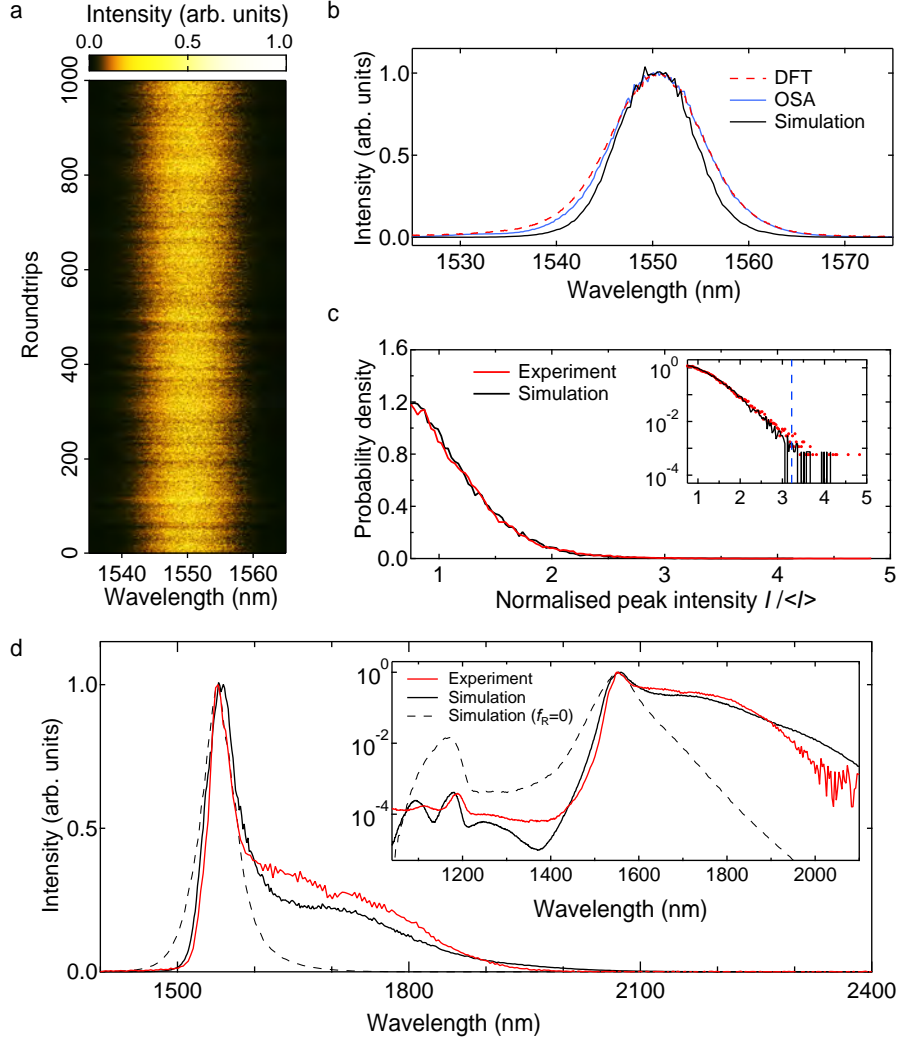 a
Intensity (arb. units)
0.0 0.5 1.0
1000
800
600
400
200
0
Roundtrips
1540 1550 1560
Wavelength (nm)
b
Intensity (arb. units)
1.0
0.5
0.0
DFT
OSA
Simulation
1530 1540 1550 1560 1570
Wavelength (nm)
c
Probability density
1.6
1.2
0.8
0.4
0.0
Experiment
Simulation
10^0
10^-2
10^-4
1 2 3 4 5
1 2 3 4 5
Normalised peak intensity I /<I>
d
Intensity (arb. units)
1.0
0.5
0.0
Experiment
Simulation
Simulation (f_R=0)
10^0
10^-2
10^-4
1200 1400 1600 1800 2000
Wavelength (nm)
1500 1800 2100 2400
Wavelength (nm)